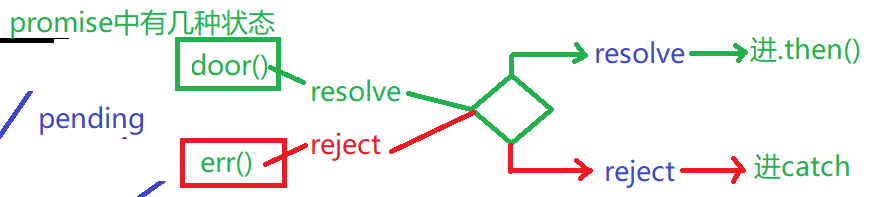 promise中有几种状态
door()
resolve
resolve
进.then()
pending
err()
reject
reject
进catch